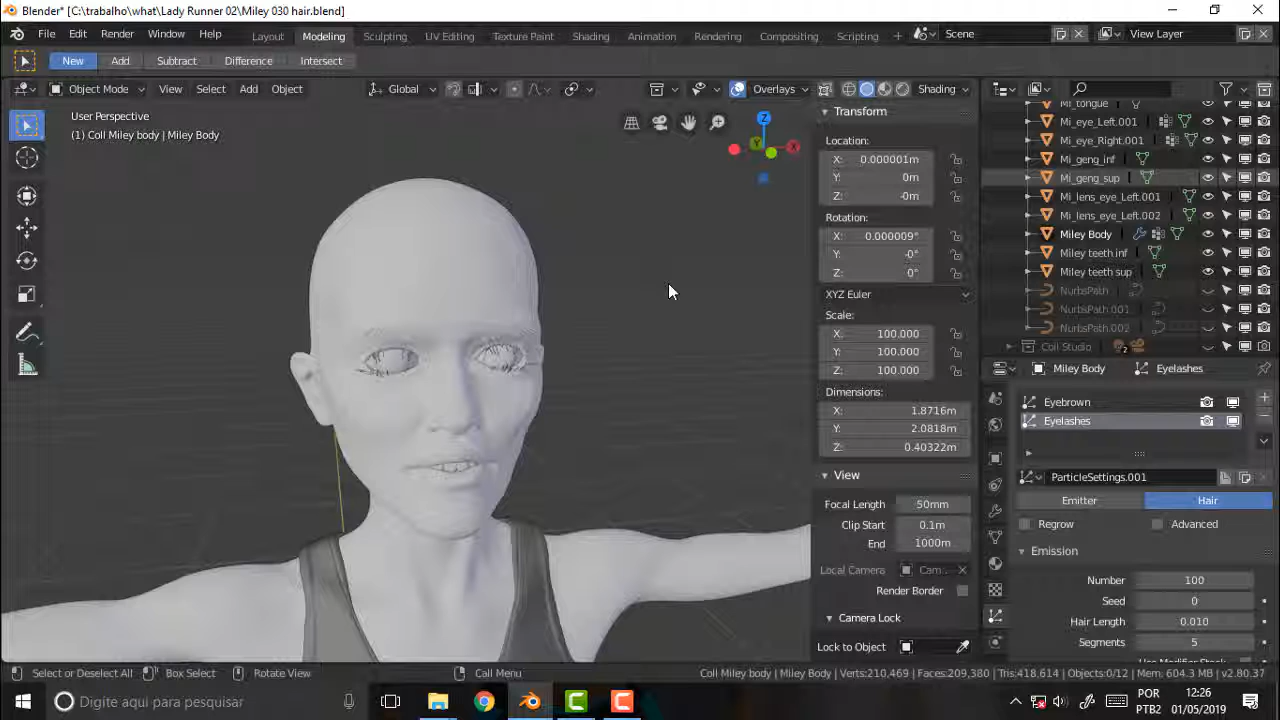 Blender* [C:\trabalho\what\Lady Runner 02\Miley 030 hair.blend]
File Edit Render Window Help Layout Modeling Sculpting UV Editing Texture Paint Shading Animation Rendering Compositing Scripting + Scene View Layer
New Add Subtract Difference Intersect
Object Mode View Select Add Object Global Overlays Shading
User Perspective
(1) Coll Miley body | Miley Body
Z
X
Y
Transform
Location:
X: 0.000001m
Y: 0m
Z: -0m
Rotation:
X: 0.000009°
Y: -0°
Z: 0°
XYZ Euler
Scale:
X: 100.000
Y: 100.000
Z: 100.000
Dimensions:
X: 1.8716m
Y: 2.0818m
Z: 0.40322m
View
Focal Length 50mm
Clip Start 0.1m
End 1000m
Local Camera Cam...
Render Border
Camera Lock
Lock to Object
Mi_tongue
Mi_eye_Left.001
Mi_eye_Right.001
Mi_geng_inf
Mi_geng_sup
Mi_lens_eye_Left.001
Mi_lens_eye_Left.002
Miley Body
Miley teeth inf
Miley teeth sup
NurbsPath
NurbsPath.001
NurbsPath.002
Coll Studio 2
Miley Body Eyelashes
Eyebrown
Eyelashes
ParticleSettings.001
Emitter Hair
Regrow Advanced
Emission
Number 100
Seed 0
Hair Length 0.010
Segments 5
Use Modifier Stack
Select or Deselect All Box Select Rotate View Call Menu Coll Miley body | Miley Body | Verts:210,469 | Faces:209,380 | Tris:418,614 | Objects:0/12 | Mem: 604.3 MB | v2.80.37
Digite aqui para pesquisar
POR
PTB2
12:26
01/05/2019